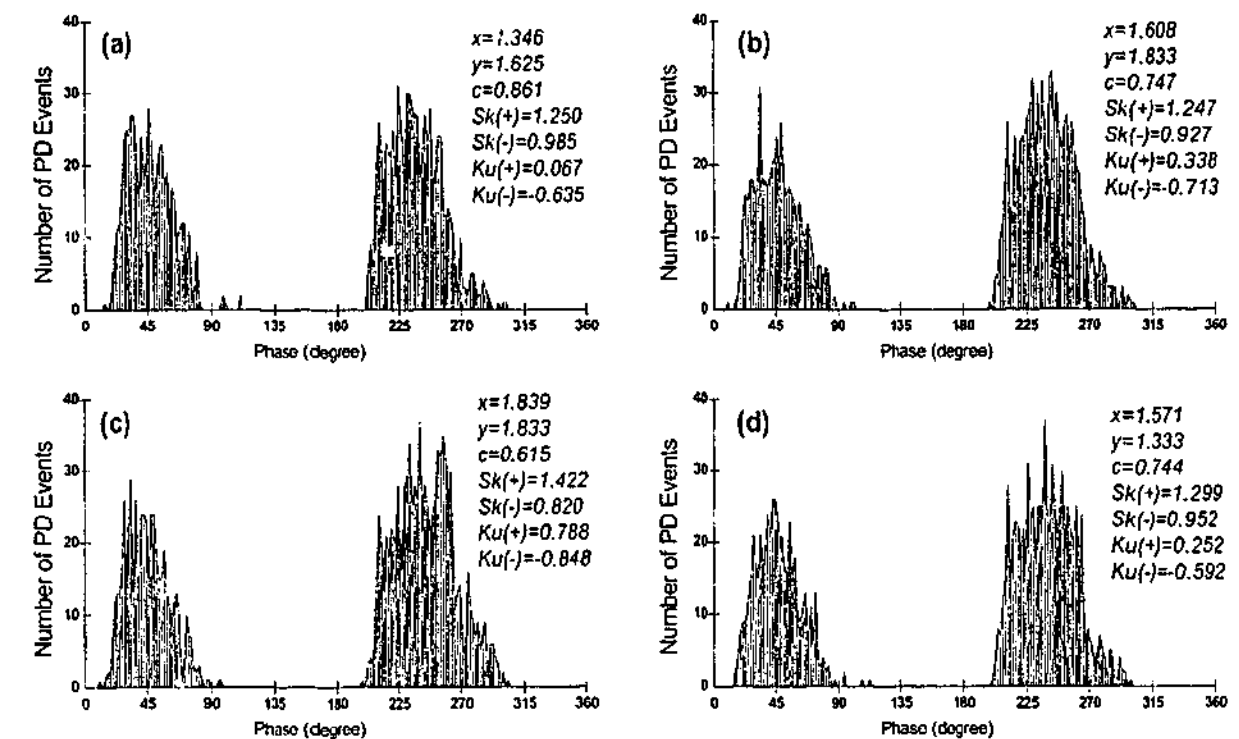 (a)
x=1.346
y=1.625
c=0.861
Sk(+)=1.250
Sk(-)=0.985
Ku(+)=0.067
Ku(-)=-0.635
Number of PD Events
40
30
20
10
0
0 45 90 135 180 225 270 315 360
Phase (degree)
(b)
x=1.608
y=1.833
c=0.747
Sk(+)=1.247
Sk(-)=0.927
Ku(+)=0.338
Ku(-)=-0.713
Number of PD Events
40
30
20
10
0
0 45 90 135 180 225 270 315 360
Phase (degree)
(c)
x=1.839
y=1.833
c=0.615
Sk(+)=1.422
Sk(-)=0.820
Ku(+)=0.788
Ku(-)=-0.848
Number of PD Events
40
30
20
10
0
0 45 90 135 180 225 270 315 360
Phase (degree)
(d)
x=1.571
y=1.333
c=0.744
Sk(+)=1.299
Sk(-)=0.952
Ku(+)=0.252
Ku(-)=-0.592
Number of PD Events
40
30
20
10
0
0 45 90 135 180 225 270 315 360
Phase (degree)